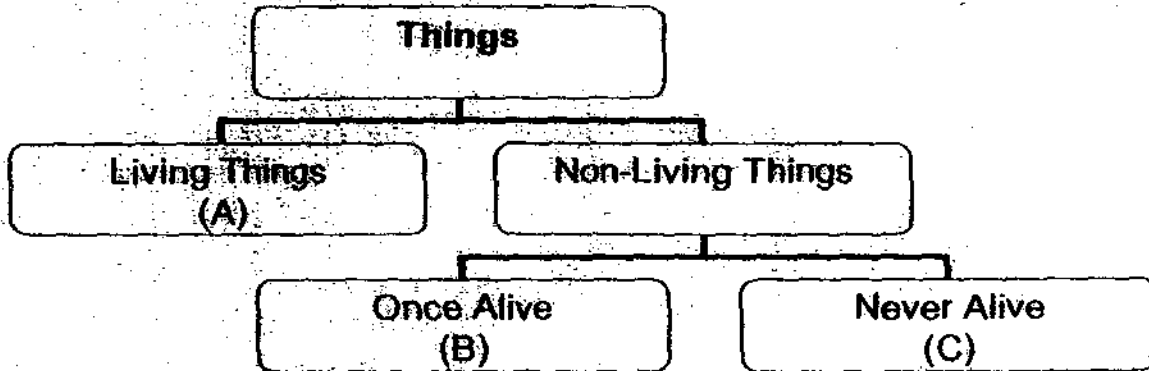 Things
Living Things
(A)
Non-Living Things
Once Alive
(B)
Never Alive
(C)